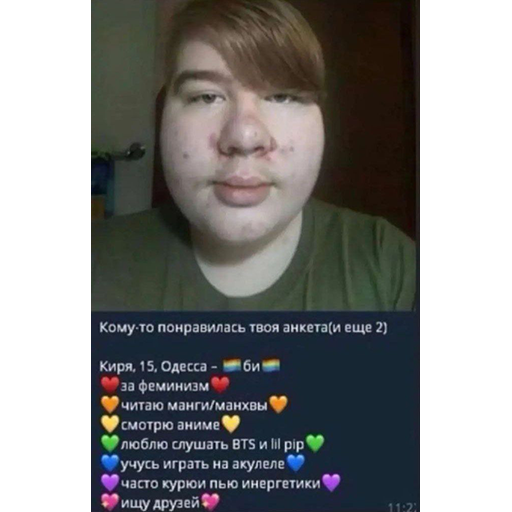 Кому-то понравилась твоя анкета(и еще 2)
Киря, 15, Одесса – 🏳️‍🌈би🏳️‍🌈
❤️за феминизм❤️
🧡читаю манги/манхвы🧡
💛смотрю аниме💛
💚люблю слушать BTS и lil pip💚
💙учусь играть на акулеле💙
💜часто курюи пью инергетики💜
💖ищу друзей💖